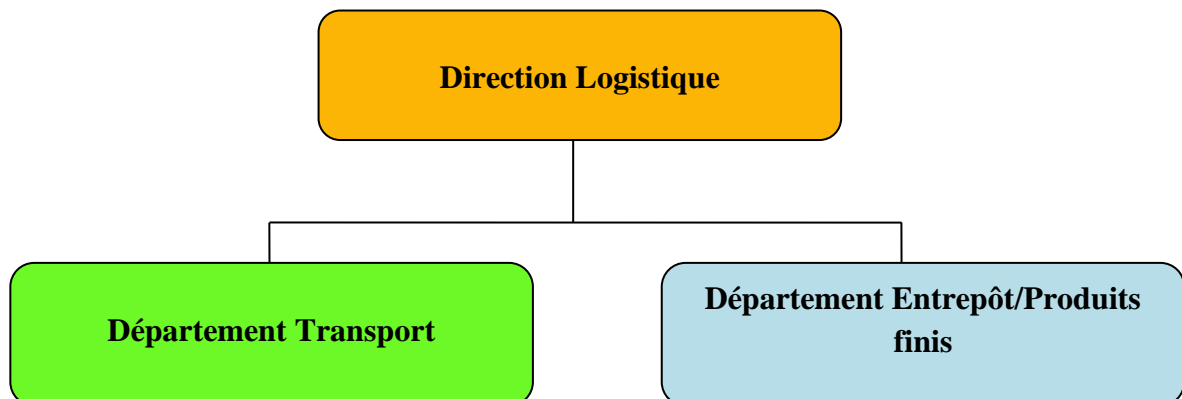 Direction Logistique
Département Transport
Département Entrepôt/Produits
finis